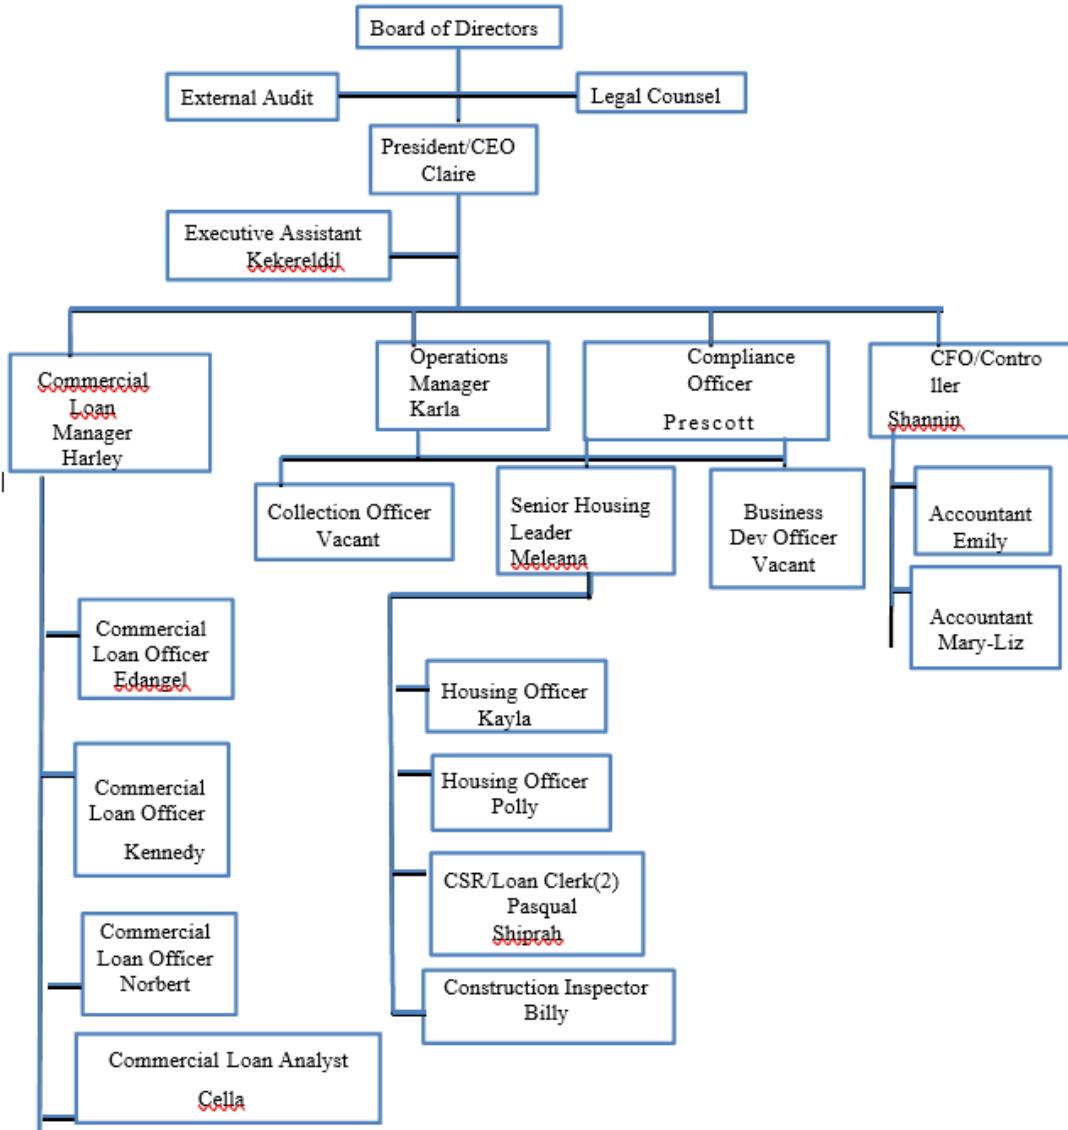 Board of Directors
External Audit
Legal Counsel
President/CEO
Claire
Executive Assistant
Kekereldil
Commercial
Loan
Manager
Harley
Operations
Manager
Karla
Compliance
Officer
Prescott
CFO/Contro
ller
Shannin
Collection Officer
Vacant
Senior Housing
Leader
Meleana
Business
Dev Officer
Vacant
Accountant
Emily
Accountant
Mary-Liz
Commercial
Loan Officer
Edangel
Commercial
Loan Officer
Kennedy
Commercial
Loan Officer
Norbert
Commercial Loan Analyst
Cella
Housing Officer
Kayla
Housing Officer
Polly
CSR/Loan Clerk(2)
Pasqual
Shiprah
Construction Inspector
Billy